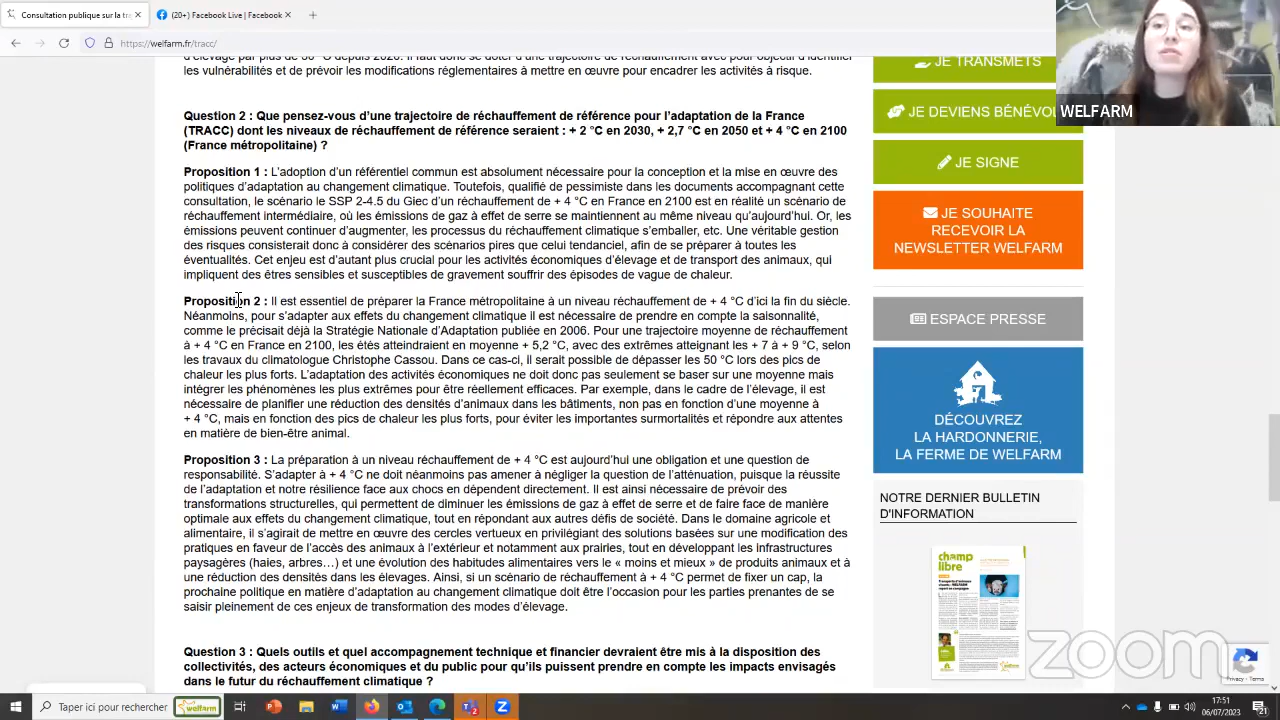 Consultation publique sur la tra
(20+) Facebook Live | Facebook
https://welfarm.fr/tracc/
les vulnérabilités et de prévoir les modifications réglementaires à mettre en œuvre pour encadrer les activités à risque.
Que pensez-vous d'une trajectoire de réchauffement de référence pour l'adaptation de la France
(TRACC) dont les niveaux de réchauffement de référence seraient : + 2 °C en 2030, + 2,7 °C en 2050 et + 4 °C en 2100
(France métropolitaine) ?
Proposition 1 : L'adoption d'un référentiel commun est absolument nécessaire pour la conception et la mise en œuvre des
politiques d'adaptation au changement climatique. Toutefois, qualifié de pessimiste dans les documents accompagnant cette
consultation, le scénario le SSP 2-4.5 du Giec d'un réchauffement de + 4 °C en France en 2100 est en réalité un scénario de
réchauffement intermédiaire, où les émissions de gaz à effet de serre se maintiennent au même niveau qu'aujourd'hui. Or, les
émissions peuvent continuer d'augmenter, les processus du réchauffement climatique s'emballer, etc. Une véritable gestion
des risques consisterait donc à considérer des scénarios pires que celui tendanciel, afin de se préparer à toutes les
éventualités. Cet enjeu est d'autant plus crucial pour les activités économiques d'élevage et de transport des animaux, qui
impliquent des êtres sensibles et susceptibles de gravement souffrir des épisodes de vague de chaleur.
Proposition 2 : Il est essentiel de préparer la France métropolitaine à un niveau réchauffement de + 4 °C d'ici la fin du siècle.
Néanmoins, pour s'adapter aux effets du changement climatique il est nécessaire de prendre en compte la saisonnalité,
comme le précisait déjà la Stratégie Nationale d'Adaptation publiée en 2006. Pour une trajectoire moyenne de réchauffement
à + 4 °C en France en 2100, les étés atteindraient en moyenne + 5,2 °C, avec des extrêmes atteignant les + 7 à + 9 °C, selon
les travaux du climatologue Christophe Cassou. Dans ce cas-ci, il serait possible de dépasser les 50 °C lors des pics de
chaleur les plus forts. L'adaptation des activités économiques ne doit donc pas seulement se baser sur une moyenne mais
intégrer les phénomènes les plus extrêmes pour être réellement efficaces. Par exemple, dans le cadre de l'élevage, il est
nécessaire de planifier une réduction des densités d'animaux dans les bâtiments, non pas en fonction d'une moyenne à
+ 4 °C, mais en fonction des pics de chaleur les plus forts, pour éviter les importantes surmortalités et répondre aux attentes
en matière de bien-être animal.
Proposition 3 : La préparation à un niveau réchauffement de + 4 °C est aujourd'hui une obligation et une question de
responsabilité. S'adapter à + 4 °C ne doit néanmoins pas amener à négliger la question de l'atténuation, puisque la réussite
de l'adaptation et notre résilience face aux chocs en dépendent directement. Il est ainsi nécessaire de prévoir des
transformations structurelles, qui permettent de diminuer les émissions de gaz à effet de serre et de faire face de manière
optimale aux effets du changement climatique, tout en répondant aux autres défis de société. Dans le domaine agricole et
alimentaire, il s'agirait de mettre en œuvre des cercles vertueux en privilégiant des solutions basées sur une modification des
pratiques en faveur de l'accès des animaux à l'extérieur et notamment aux prairies, tout en développant les infrastructures
paysagères (haies, arbres…) et une évolution des habitudes alimentaires vers le « moins et mieux » de produits animaux et à
une réduction des densités dans les élevages. Ainsi, si un scénario de réchauffement à + 4 °C permet de fixer un cap, la
prochaine politique en matière d'adaptation au changement climatique doit être l'occasion pour les parties prenantes de se
saisir pleinement de ces enjeux de transformation des modes d'élevage.
Question 3 : Quels outils et quel accompagnement technique et financier devraient être mis à la disposition des
collectivités, des acteurs économiques et du public pour qu'ils puissent prendre en compte les impacts envisagés
dans le futur du réchauffement climatique ?
JE TRANSMETS
JE DEVIENS BÉNÉVOL
JE SIGNE
JE SOUHAITE
RECEVOIR LA
NEWSLETTER WELFARM
ESPACE PRESSE
DÉCOUVREZ
LA HARDONNERIE,
LA FERME DE WELFARM
NOTRE DERNIER BULLETIN
D'INFORMATION
champ
libre
WELFARM
zoom
Privacy - Terms
Taper ici pour rechercher
welfarm
17:51
06/07/2023
21